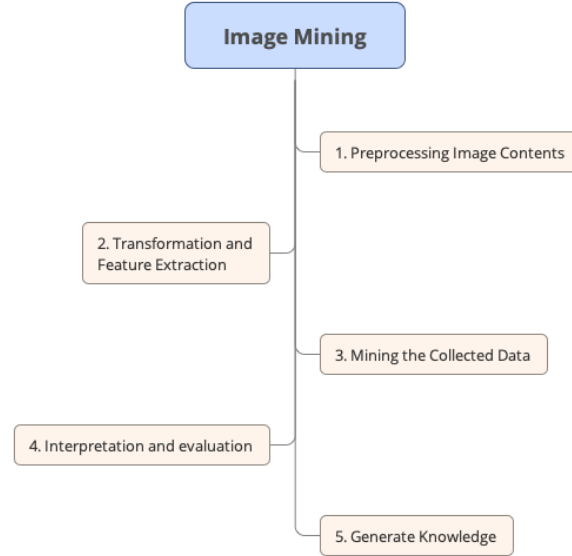 Image Mining
1. Preprocessing Image Contents
2. Transformation and
Feature Extraction
3. Mining the Collected Data
4. Interpretation and evaluation
5. Generate Knowledge